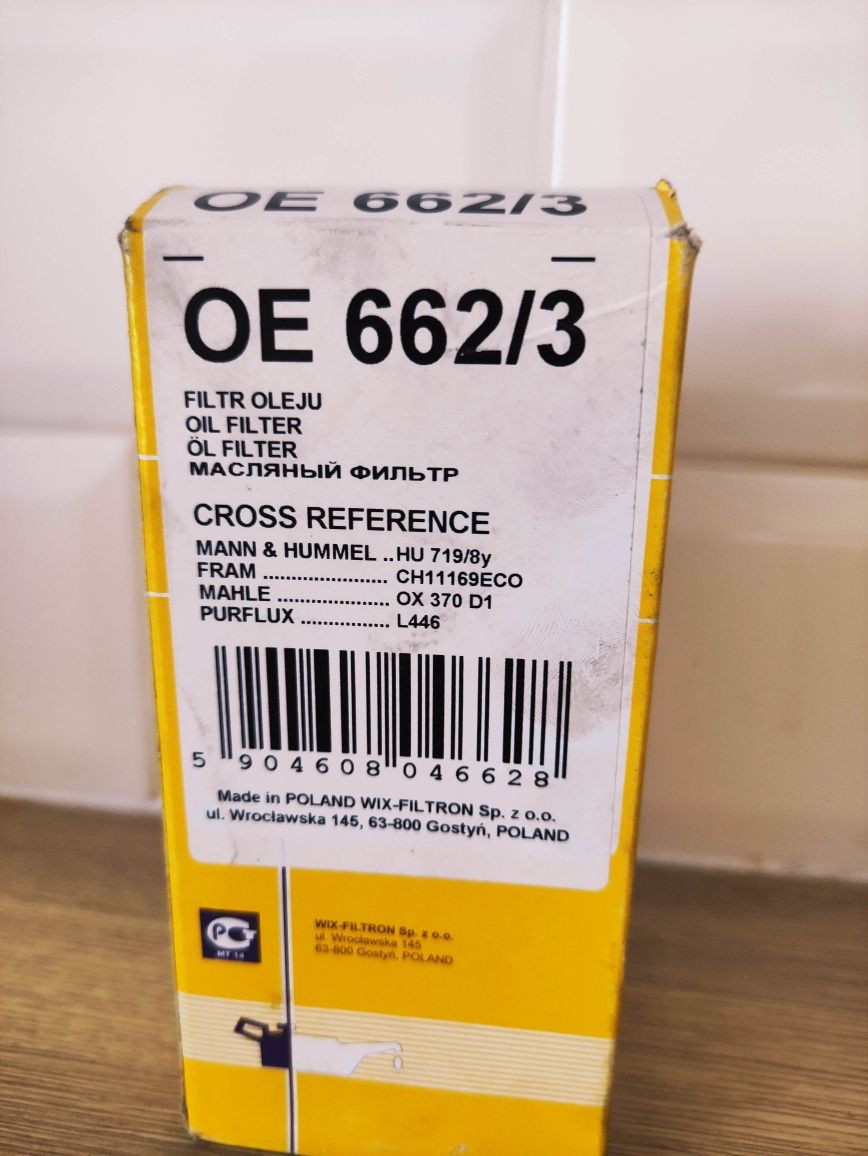 OE 662/3
OE 662/3
FILTR OLEJU
OIL FILTER
ÖL FILTER
МАСЛЯНЫЙ ФИЛЬТР
CROSS REFERENCE
MANN & HUMMEL ..HU 719/8y
FRAM ....................... CH11169ECO
MAHLE .................... OX 370 D1
PURFLUX ................ L446
5 904608 046628
Made in POLAND WIX-FILTRON Sp. z o.o.
ul. Wrocławska 145, 63-800 Gostyń, POLAND
WIX-FILTRON Sp. z o.o.
ul. Wrocławska 145
63-800 Gostyń, POLAND
MT 14